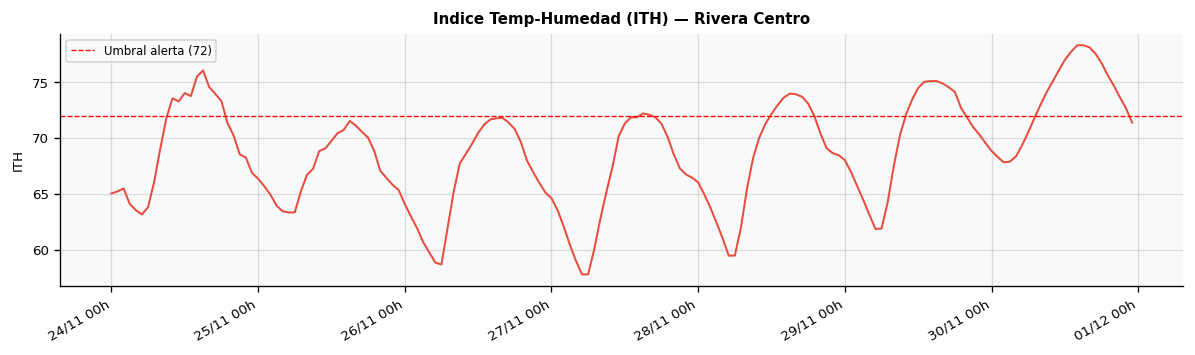 Indice Temp-Humedad (ITH) — Rivera Centro
Umbral alerta (72)
ITH
75
70
65
60
24/11 00h
25/11 00h
26/11 00h
27/11 00h
28/11 00h
29/11 00h
30/11 00h
01/12 00h